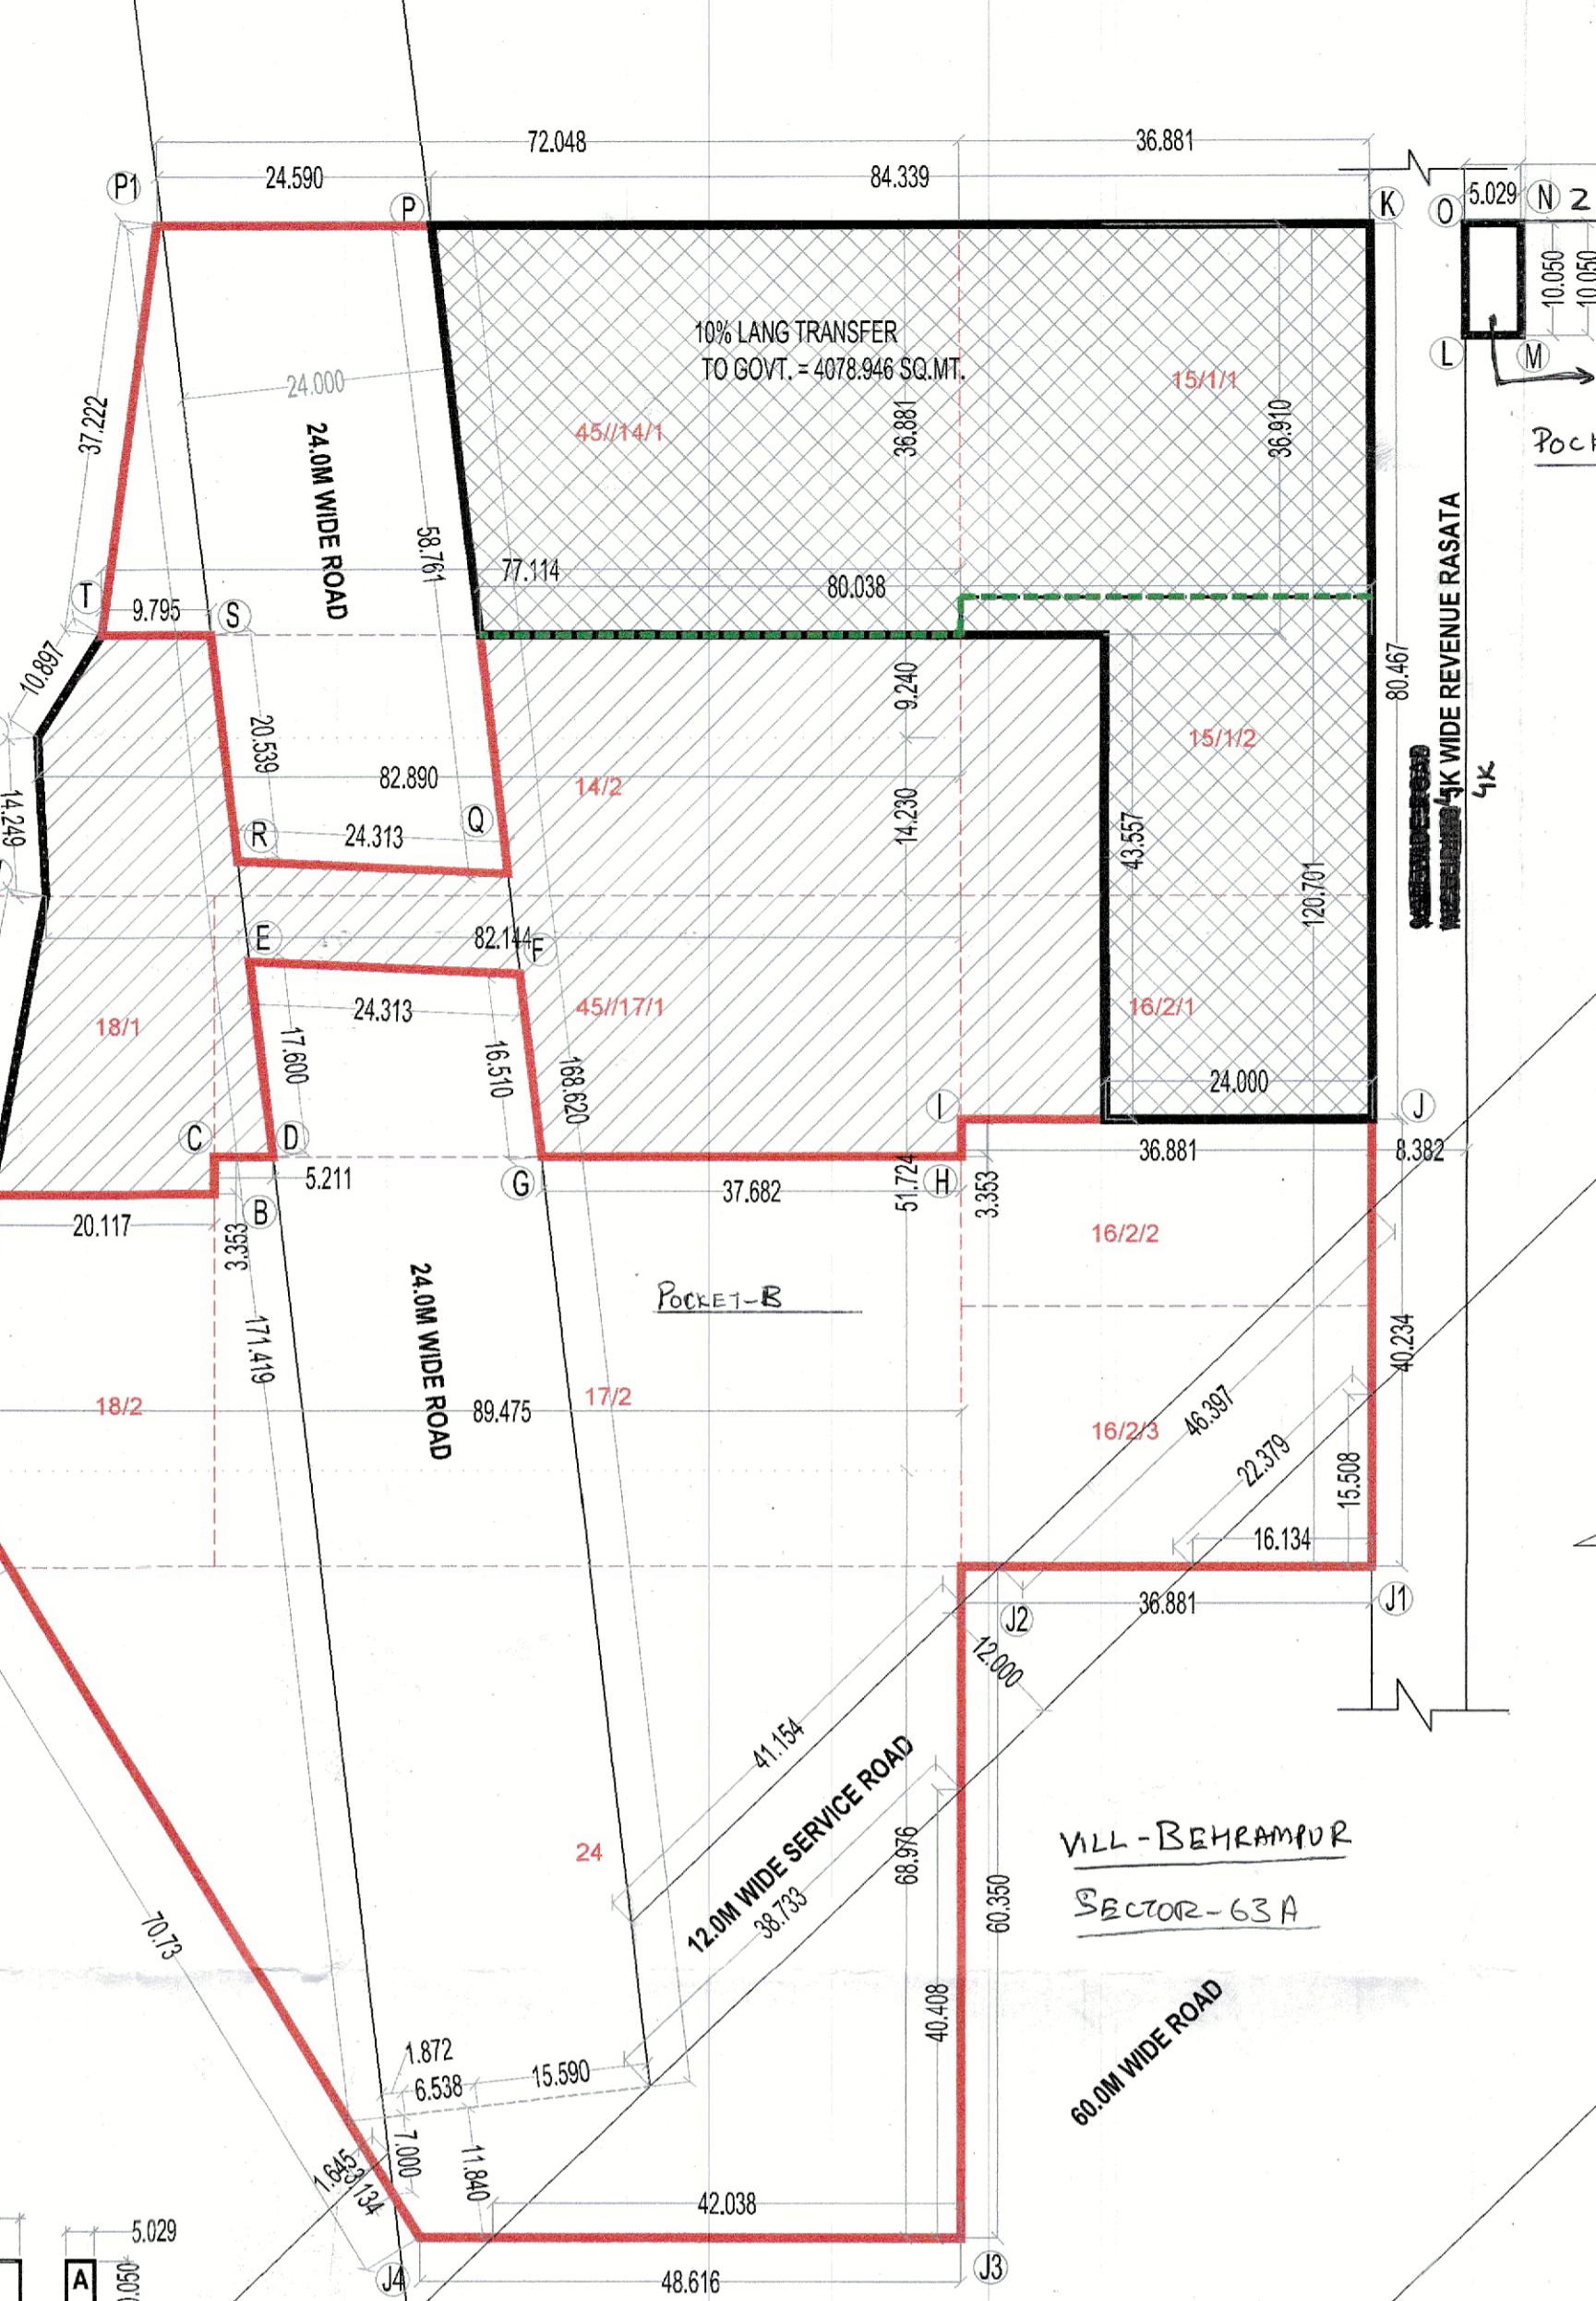 72.048
36.881
24.590
84.339
P1
P
K
O
5.029
N
2
10.050
10.050
L
M
10% LANG TRANSFER
TO GOVT. = 4078.946 SQ.MT.
15/1/1
24.000
37.222
36.881
36.910
45//14/1
24.0M WIDE ROAD
58.761
77.114
80.038
T
9.795
S
10.897
80.467
K WIDE REVENUE RASATA
4K
9.240
20.539
15/1/2
82.890
14/2
14.249
14.230
43.557
Q
R
24.313
120.701
E
82.144
F
24.313
45//17/1
16/2/1
18/1
17.600
16.510
168.620
24.000
I
J
C
D
36.881
8.382
5.211
G
37.682
51.724
H
3.353
20.117
B
3.353
16/2/2
POCKET-B
24.0M WIDE ROAD
171.419
40.234
18/2
89.475
17/2
16/2/3
46.397
22.379
15.508
16.134
J2
36.881
J1
12.000
41.154
12.0M WIDE SERVICE ROAD
38.733
24
68.976
60.350
VILL-BEHRAMPUR
SECTOR-63A
70.73
40.408
60.0M WIDE ROAD
1.872
6.538
15.590
7.000
1.645
3.134
11.840
42.038
5.029
A
J4
48.616
J3